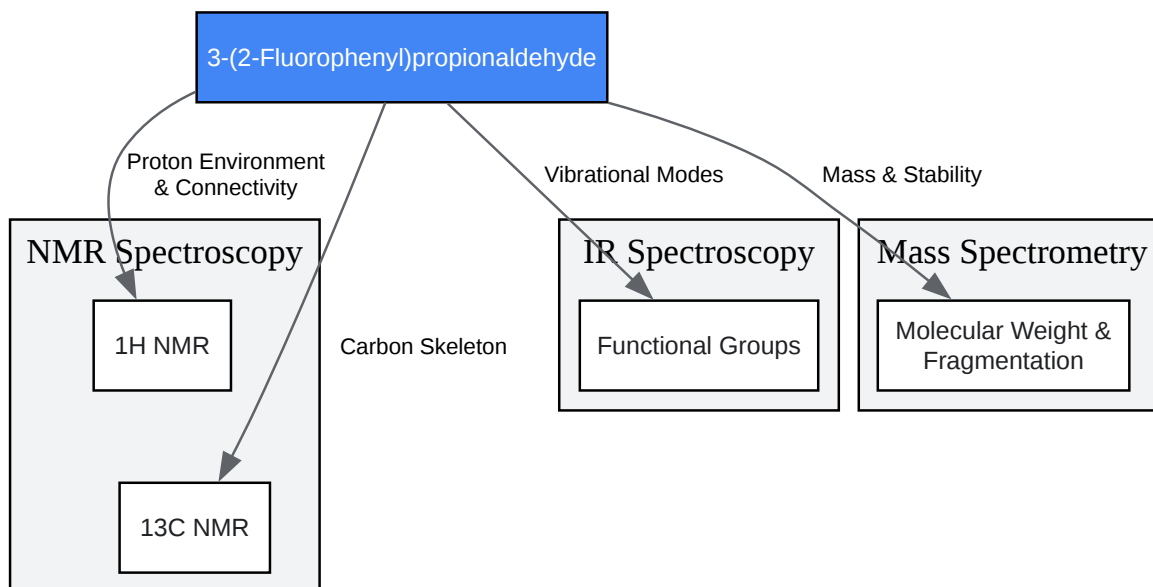 3-(2-Fluorophenyl)propionaldehyde
Proton Environment
& Connectivity
Vibrational Modes
Mass & Stability
NMR Spectroscopy
IR Spectroscopy
Mass Spectrometry
1H NMR
Carbon Skeleton
Functional Groups
Molecular Weight &
Fragmentation
13C NMR